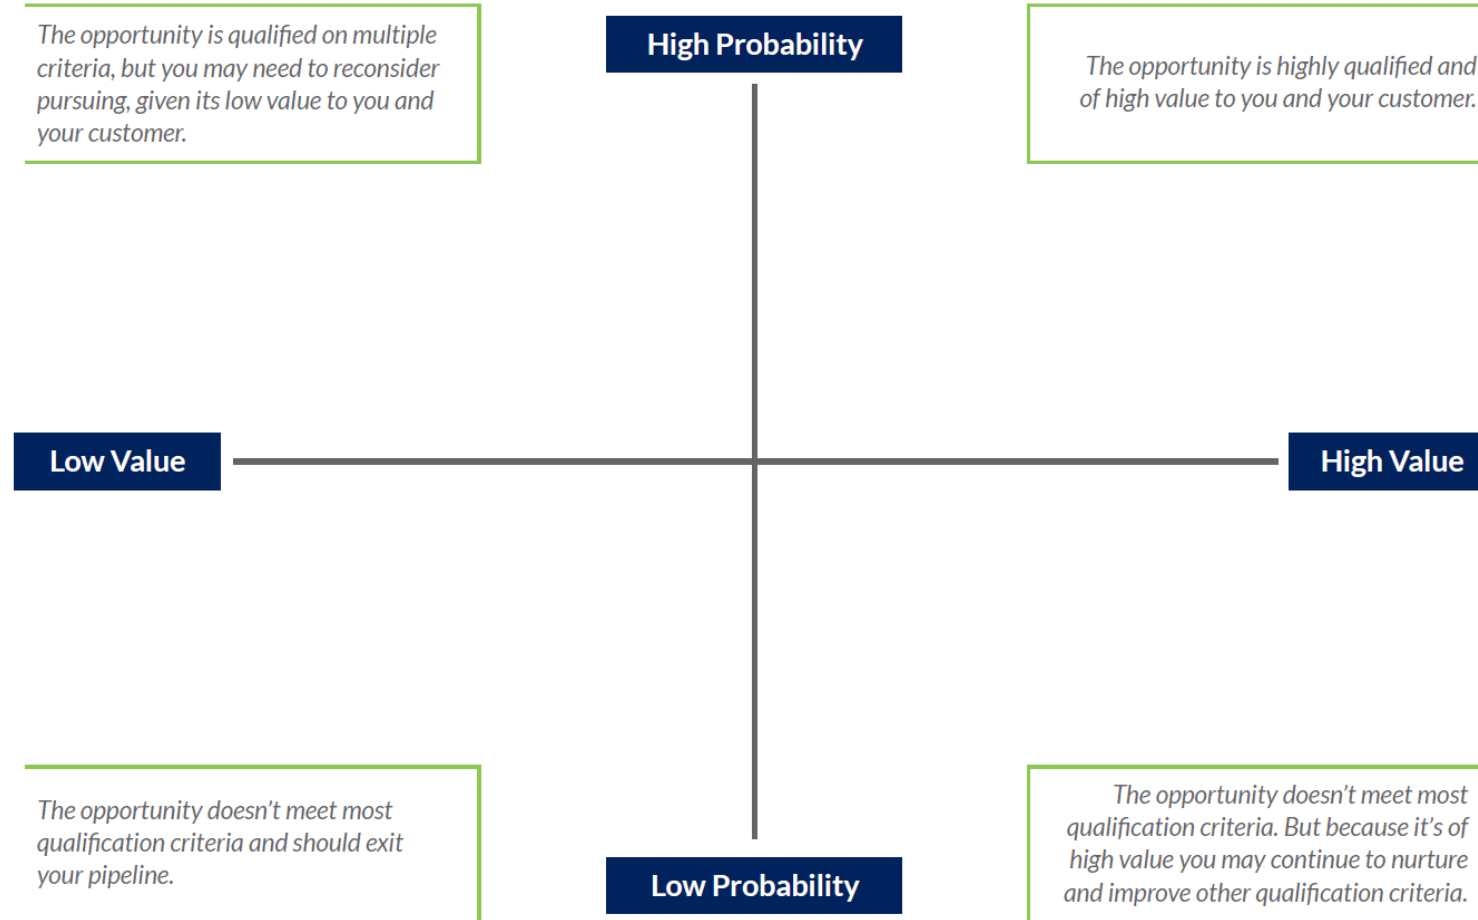 The opportunity is qualified on multiple
criteria, but you may need to reconsider
pursuing, given its low value to you and
your customer.
High Probability
The opportunity is highly qualified and
of high value to you and your customer.
Low Value
High Value
The opportunity doesn’t meet most
qualification criteria and should exit
your pipeline.
Low Probability
The opportunity doesn’t meet most
qualification criteria. But because it’s of
high value you may continue to nurture
and improve other qualification criteria.